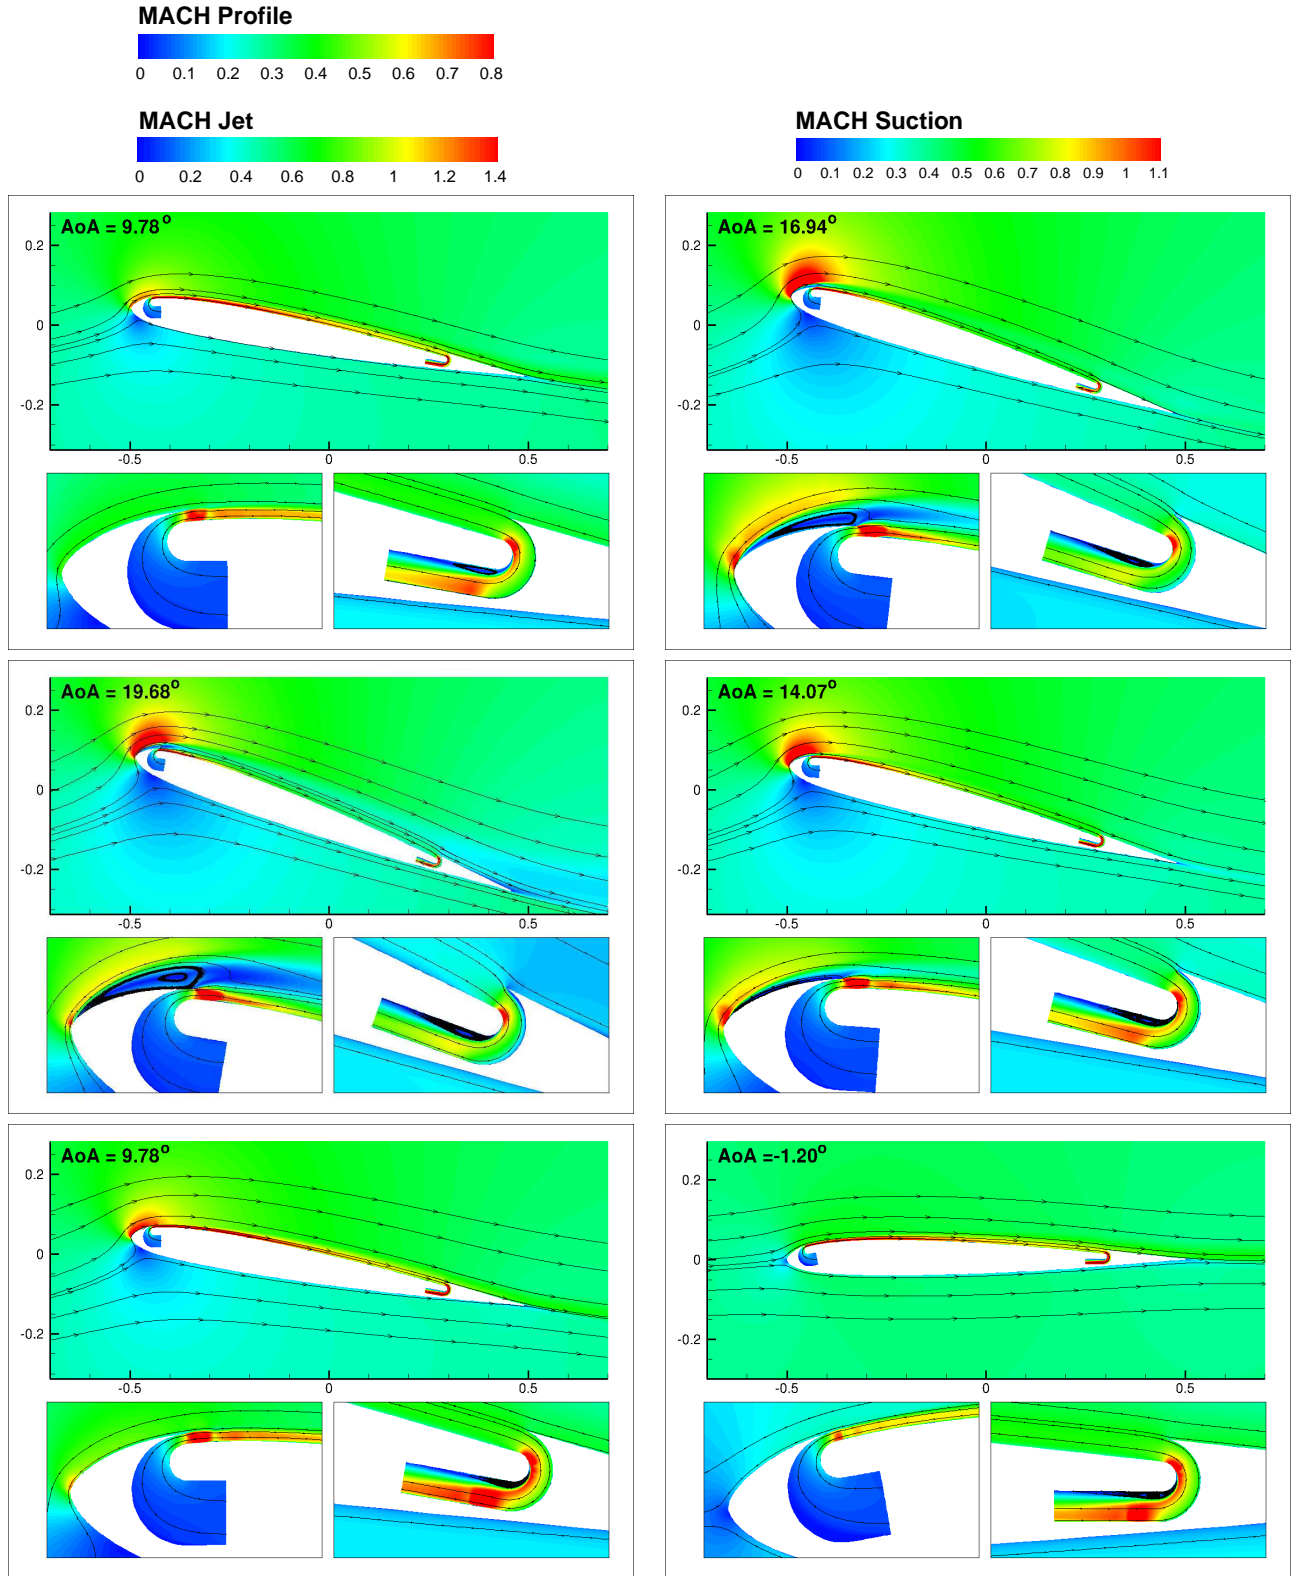 MACH Profile
0 0.1 0.2 0.3 0.4 0.5 0.6 0.7 0.8
MACH Jet
0 0.2 0.4 0.6 0.8 1 1.2 1.4
MACH Suction
0 0.1 0.2 0.3 0.4 0.5 0.6 0.7 0.8 0.9 1 1.1
AoA = 9.78°
0.2
0
-0.2
-0.5 0 0.5
AoA = 16.94°
0.2
0
-0.2
-0.5 0 0.5
AoA = 19.68°
0.2
0
-0.2
-0.5 0 0.5
AoA = 14.07°
0.2
0
-0.2
-0.5 0 0.5
AoA = 9.78°
0.2
0
-0.2
-0.5 0 0.5
AoA =-1.20°
0.2
0
-0.2
-0.5 0 0.5